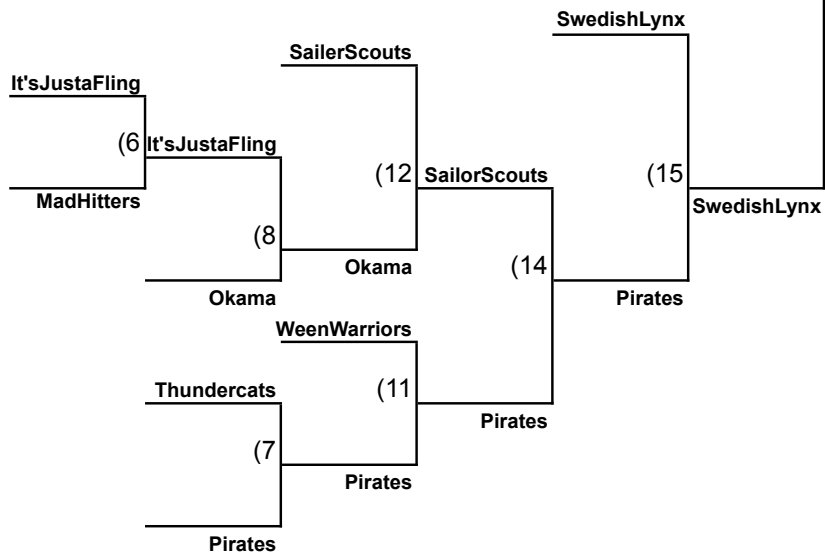 SwedishLynx
SailerScouts
It'sJustaFling
(6
It'sJustaFling
(12
SailorScouts
(15
MadHitters
SwedishLynx
(8
Okama
(14
Okama
Pirates
WeenWarriors
Thundercats
(11
Pirates
(7
Pirates
Pirates